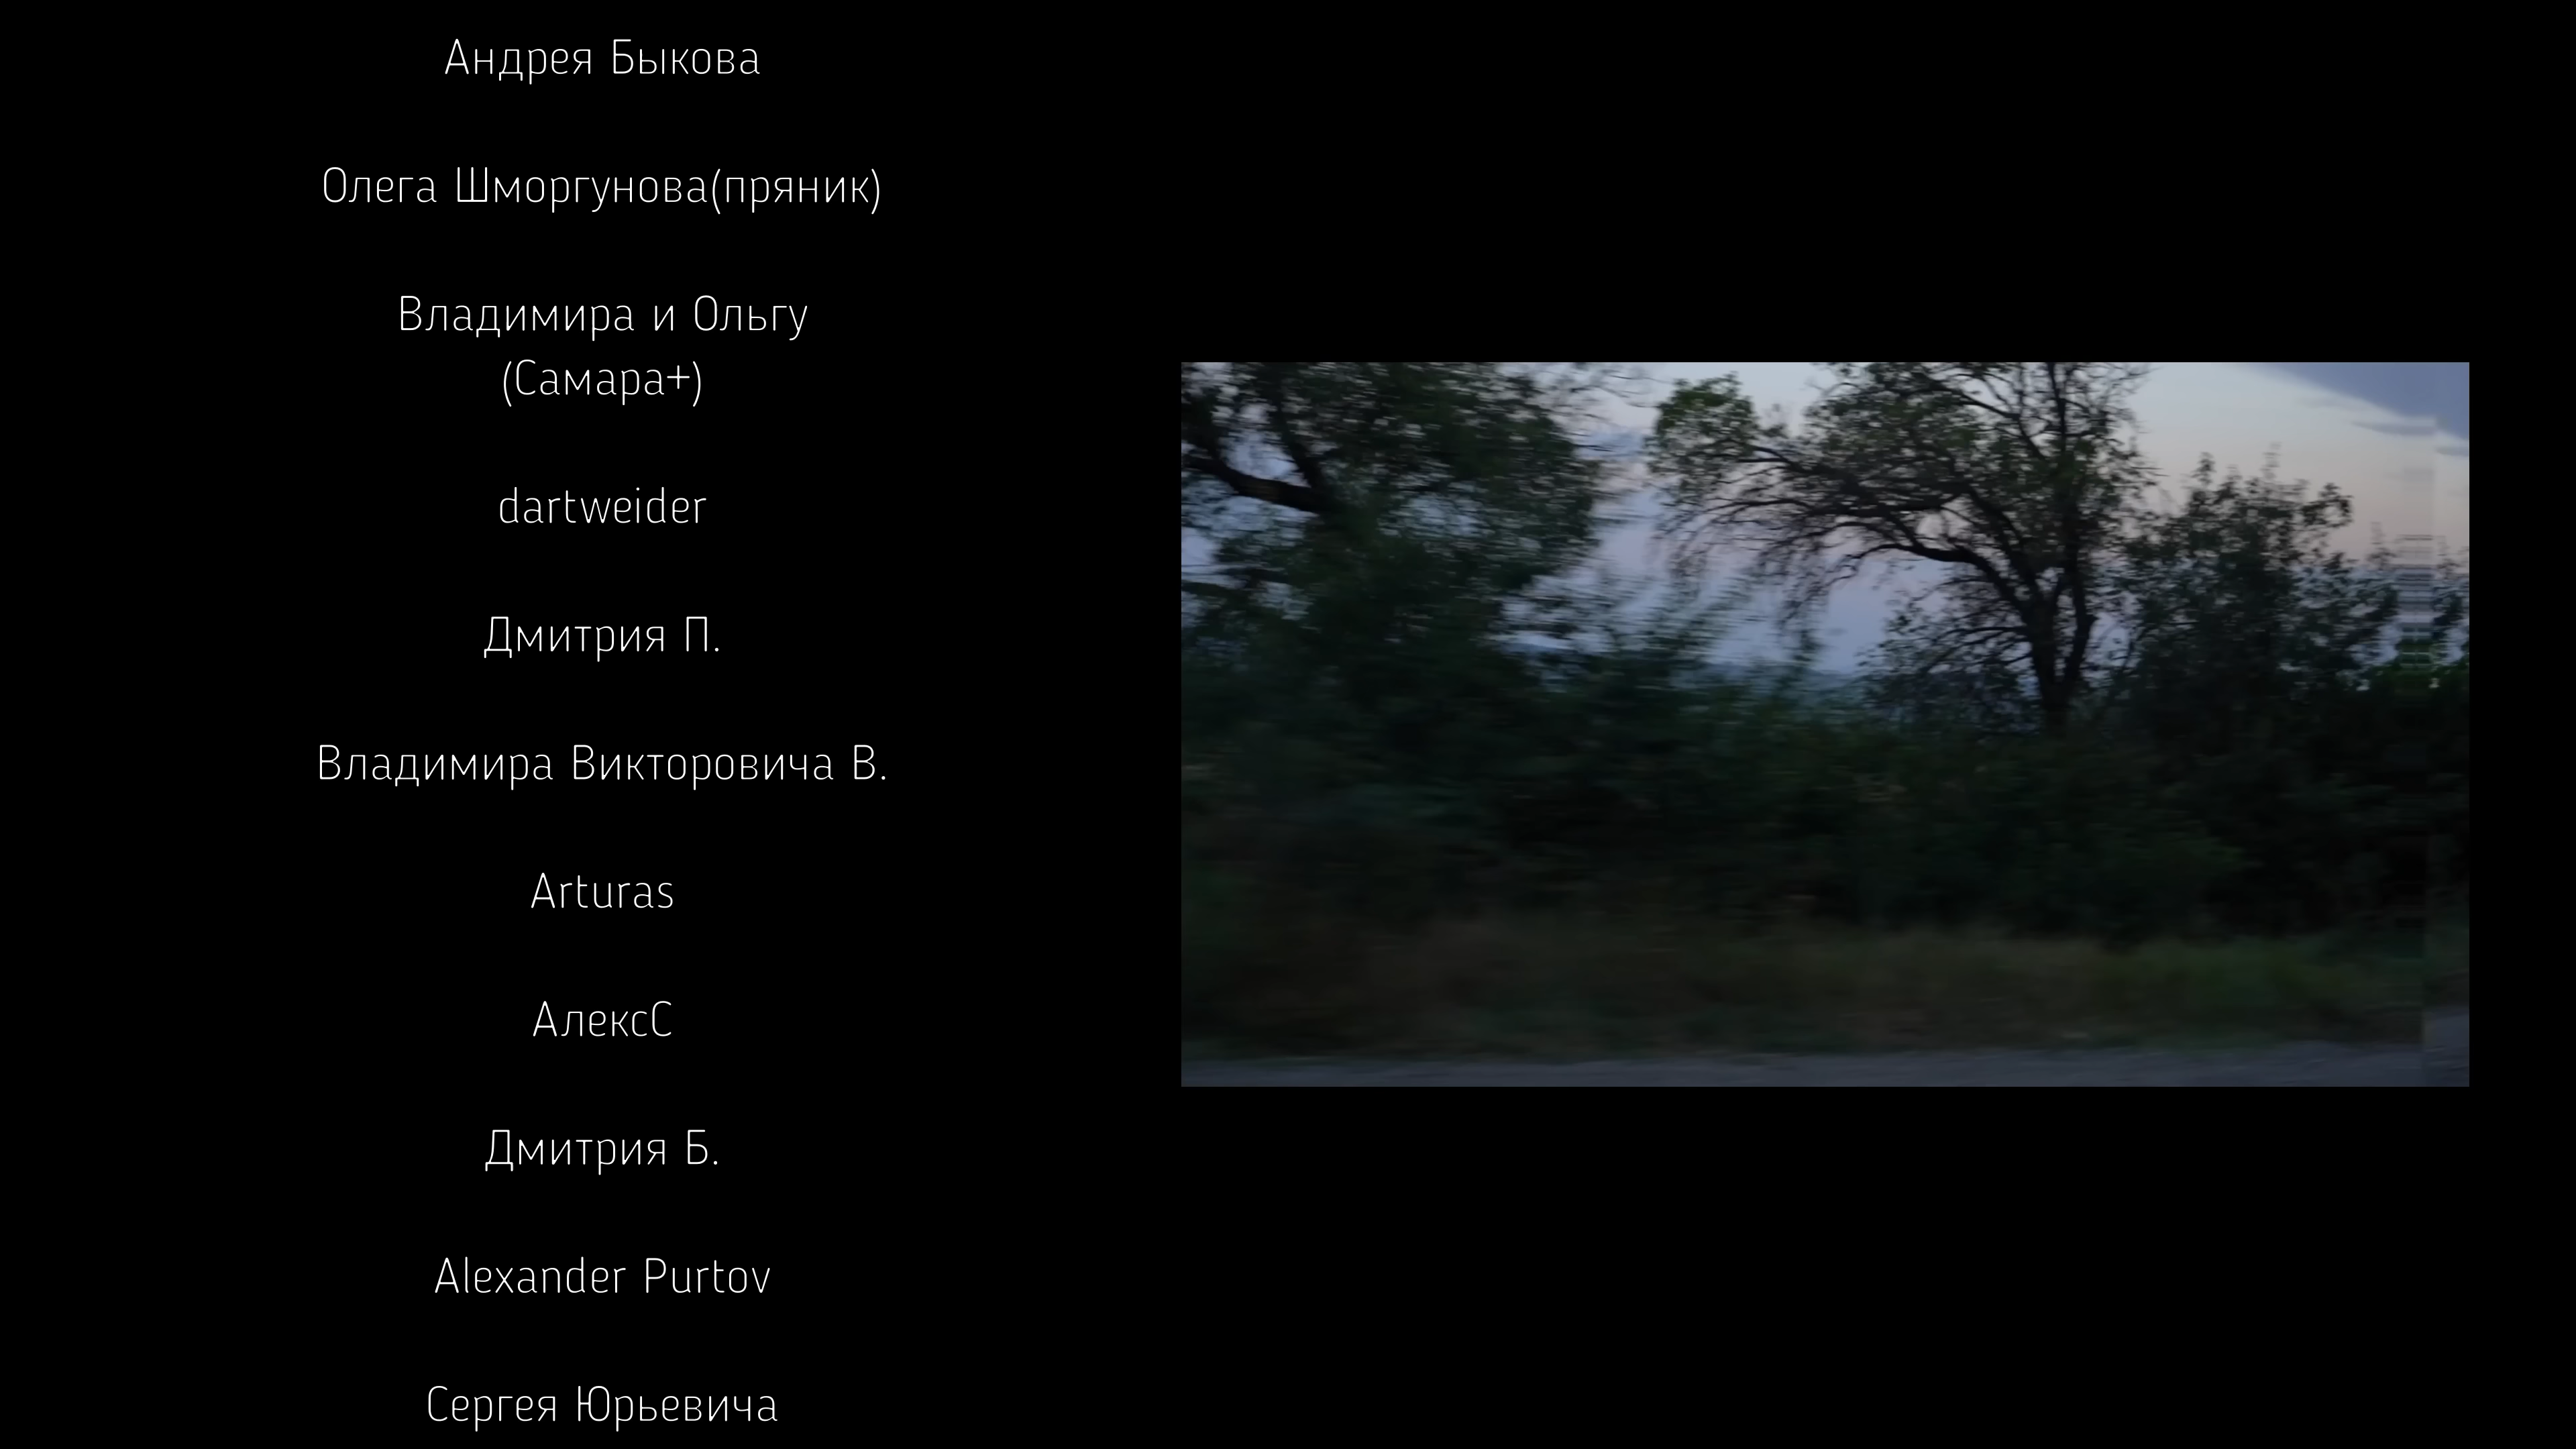 Андрея Быкова
Олега Шморгунова(пряник)
Владимира и Ольгу
(Самара+)
dartweider
Дмитрия П.
Владимира Викторовича В.
Arturas
АлексС
Дмитрия Б.
Alexander Purtov
Сергея Юрьевича